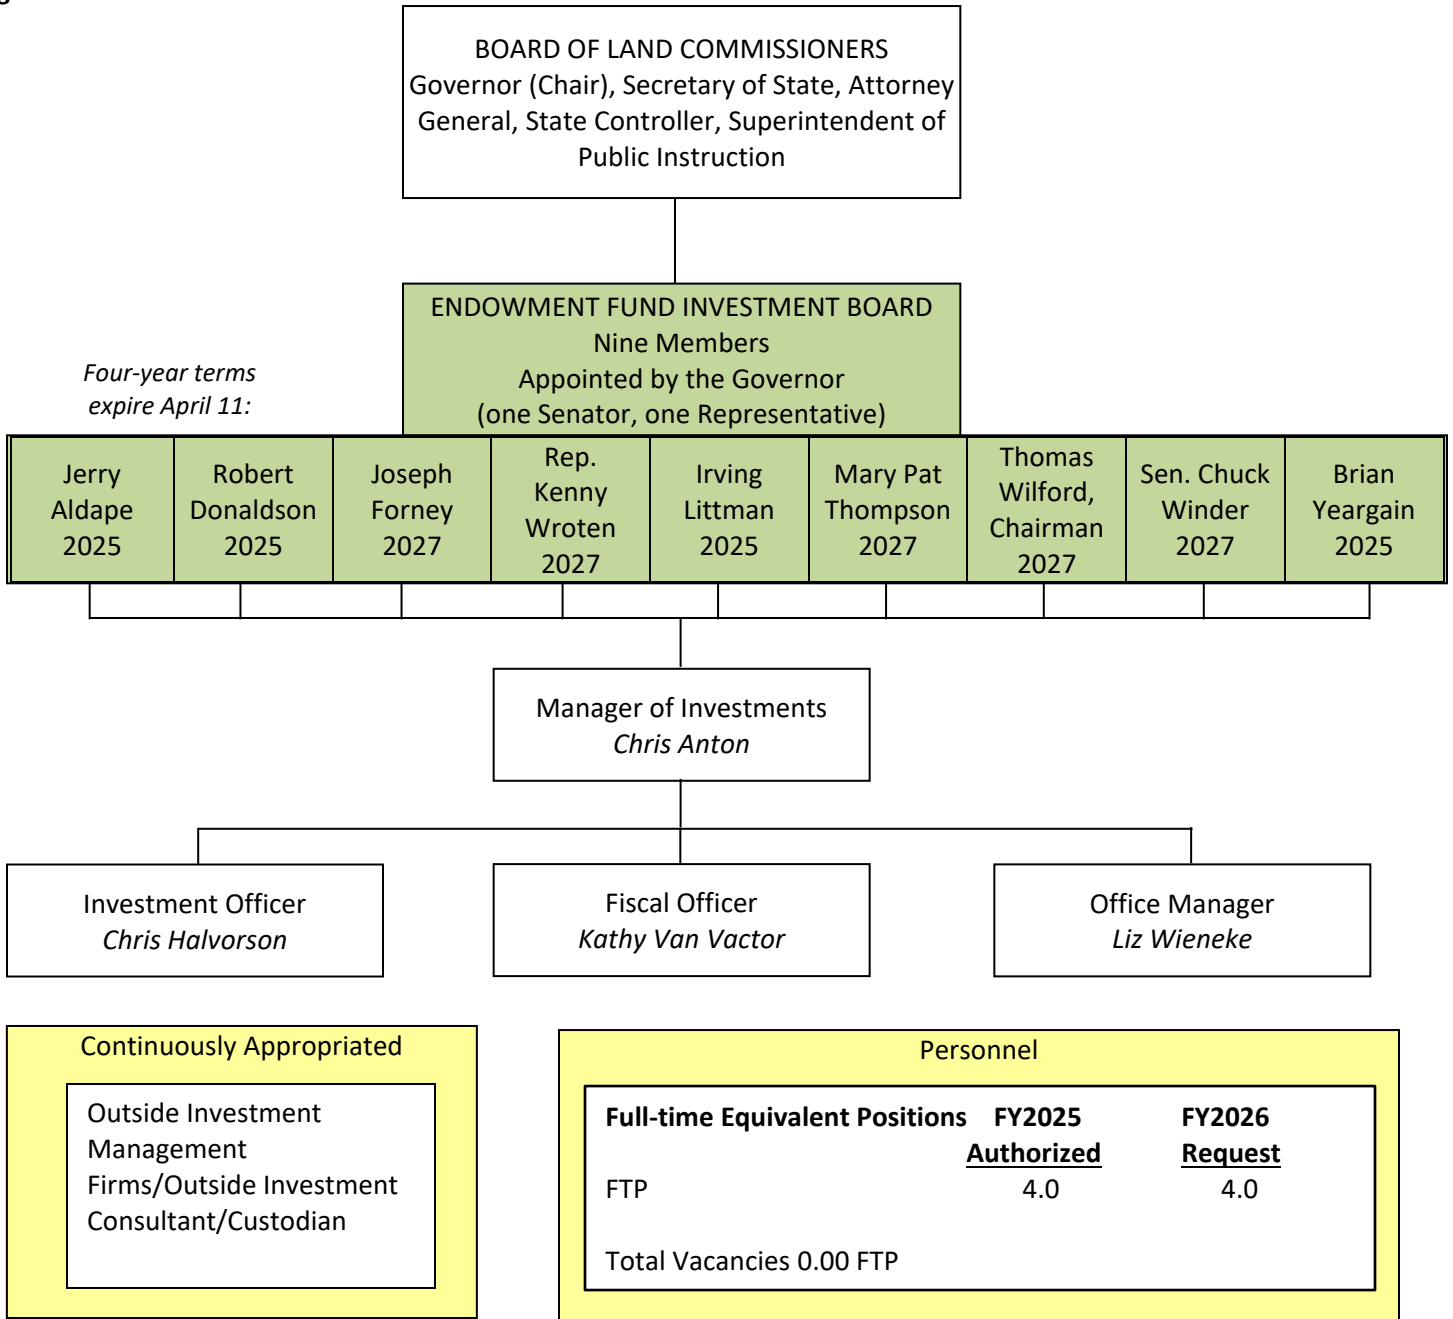 BOARD OF LAND COMMISSIONERS
Governor (Chair), Secretary of State, Attorney
General, State Controller, Superintendent of
Public Instruction
ENDOWMENT FUND INVESTMENT BOARD
Nine Members
Appointed by the Governor
(one Senator, one Representative)
Four-year terms
expire April 11:
Jerry
Aldape
2025
Robert
Donaldson
2025
Joseph
Forney
2027
Rep.
Kenny
Wroten
2027
Irving
Littman
2025
Mary Pat
Thompson
2027
Thomas
Wilford,
Chairman
2027
Sen. Chuck
Winder
2027
Brian
Yeargain
2025
Manager of Investments
Chris Anton
Investment Officer
Chris Halvorson
Fiscal Officer
Kathy Van Vactor
Office Manager
Liz Wieneke
Continuously Appropriated
Outside Investment
Management
Firms/Outside Investment
Consultant/Custodian
Personnel
Full-time Equivalent Positions FY2025 FY2026
Authorized Request
FTP 4.0 4.0
Total Vacancies 0.00 FTP